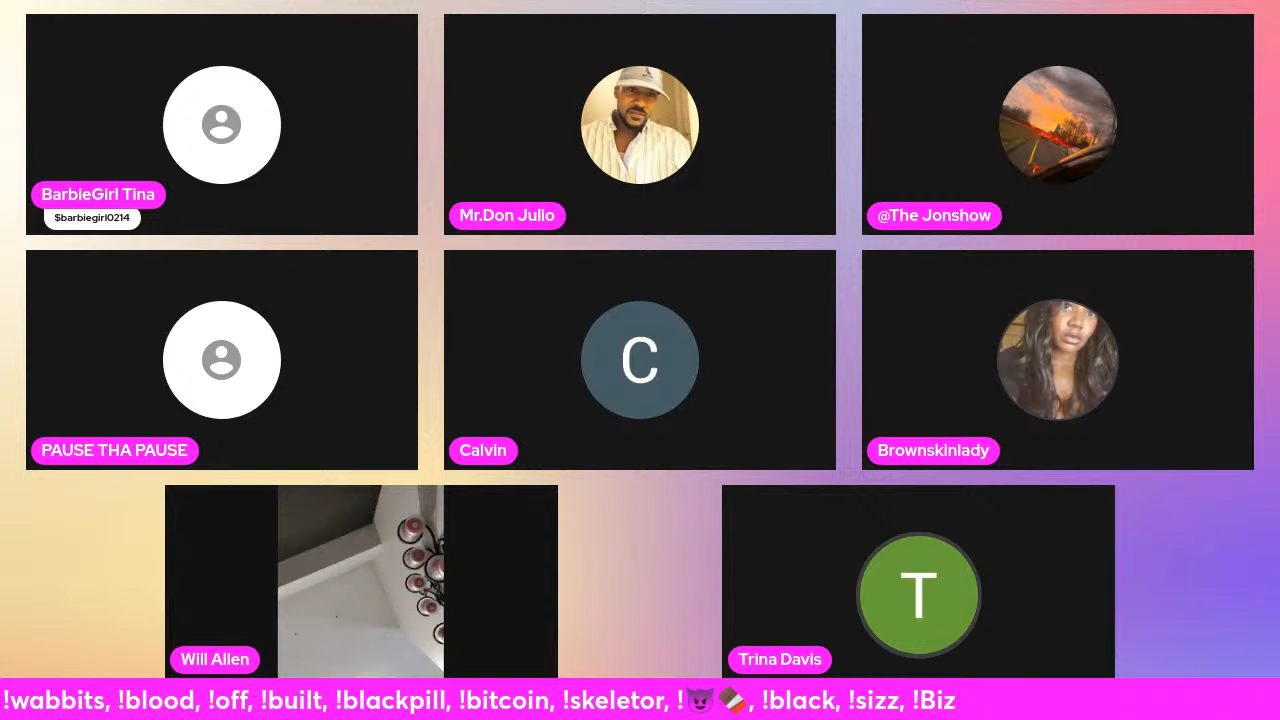 BarbieGirl Tina
$barbiegirl0214
Mr.Don Julio
@The Jonshow
PAUSE THA PAUSE
C
Calvin
Brownskinlady
Will Allen
T
Trina Davis
!wabbits, !blood, !off, !built, !blackpill, !bitcoin, !skeletor, !😈🍫, !black, !sizz, !Biz